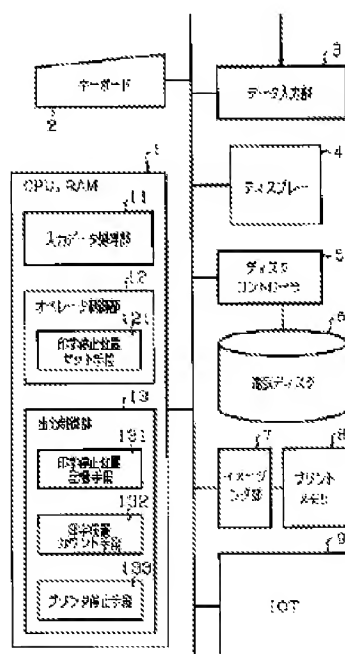 3
キーボード
データ入力部
2
4
1
CPU, RAM
ディスプレー
11
入力データ処理部
5
ディスク
コントローラ
12
オペレータ制御部
6
121
印字停止位置
セット手段
磁気ディスク
13
出力制御部
7
8
131
印字停止位置
記憶手段
イメージ
ング部
プリント
メモリ
132
印字位置
カウント手段
9
133
プリンタ停止手段
IOT